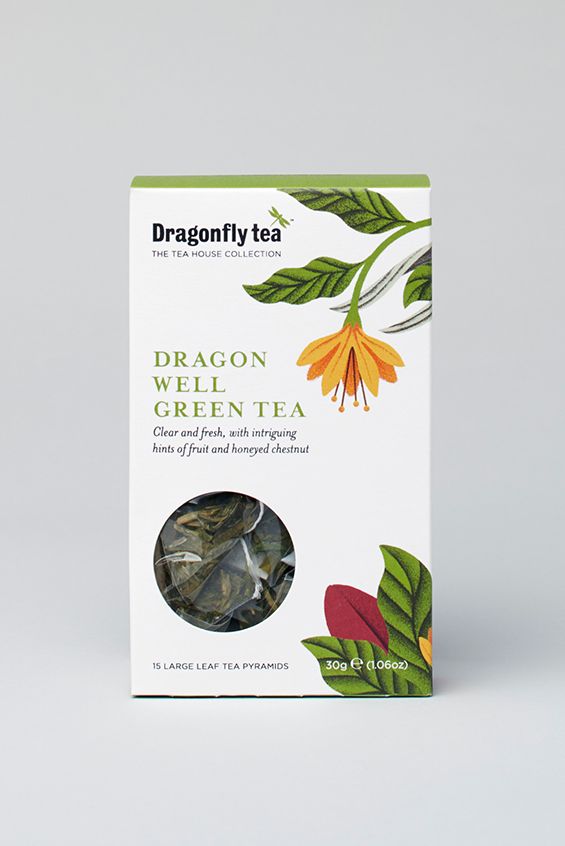 Dragonfly tea
THE TEA HOUSE COLLECTION
DRAGON
WELL
GREEN TEA
Clear and fresh, with intriguing
hints of fruit and honeyed chestnut
15 LARGE LEAF TEA PYRAMIDS
30g ℮ (1.06oz)